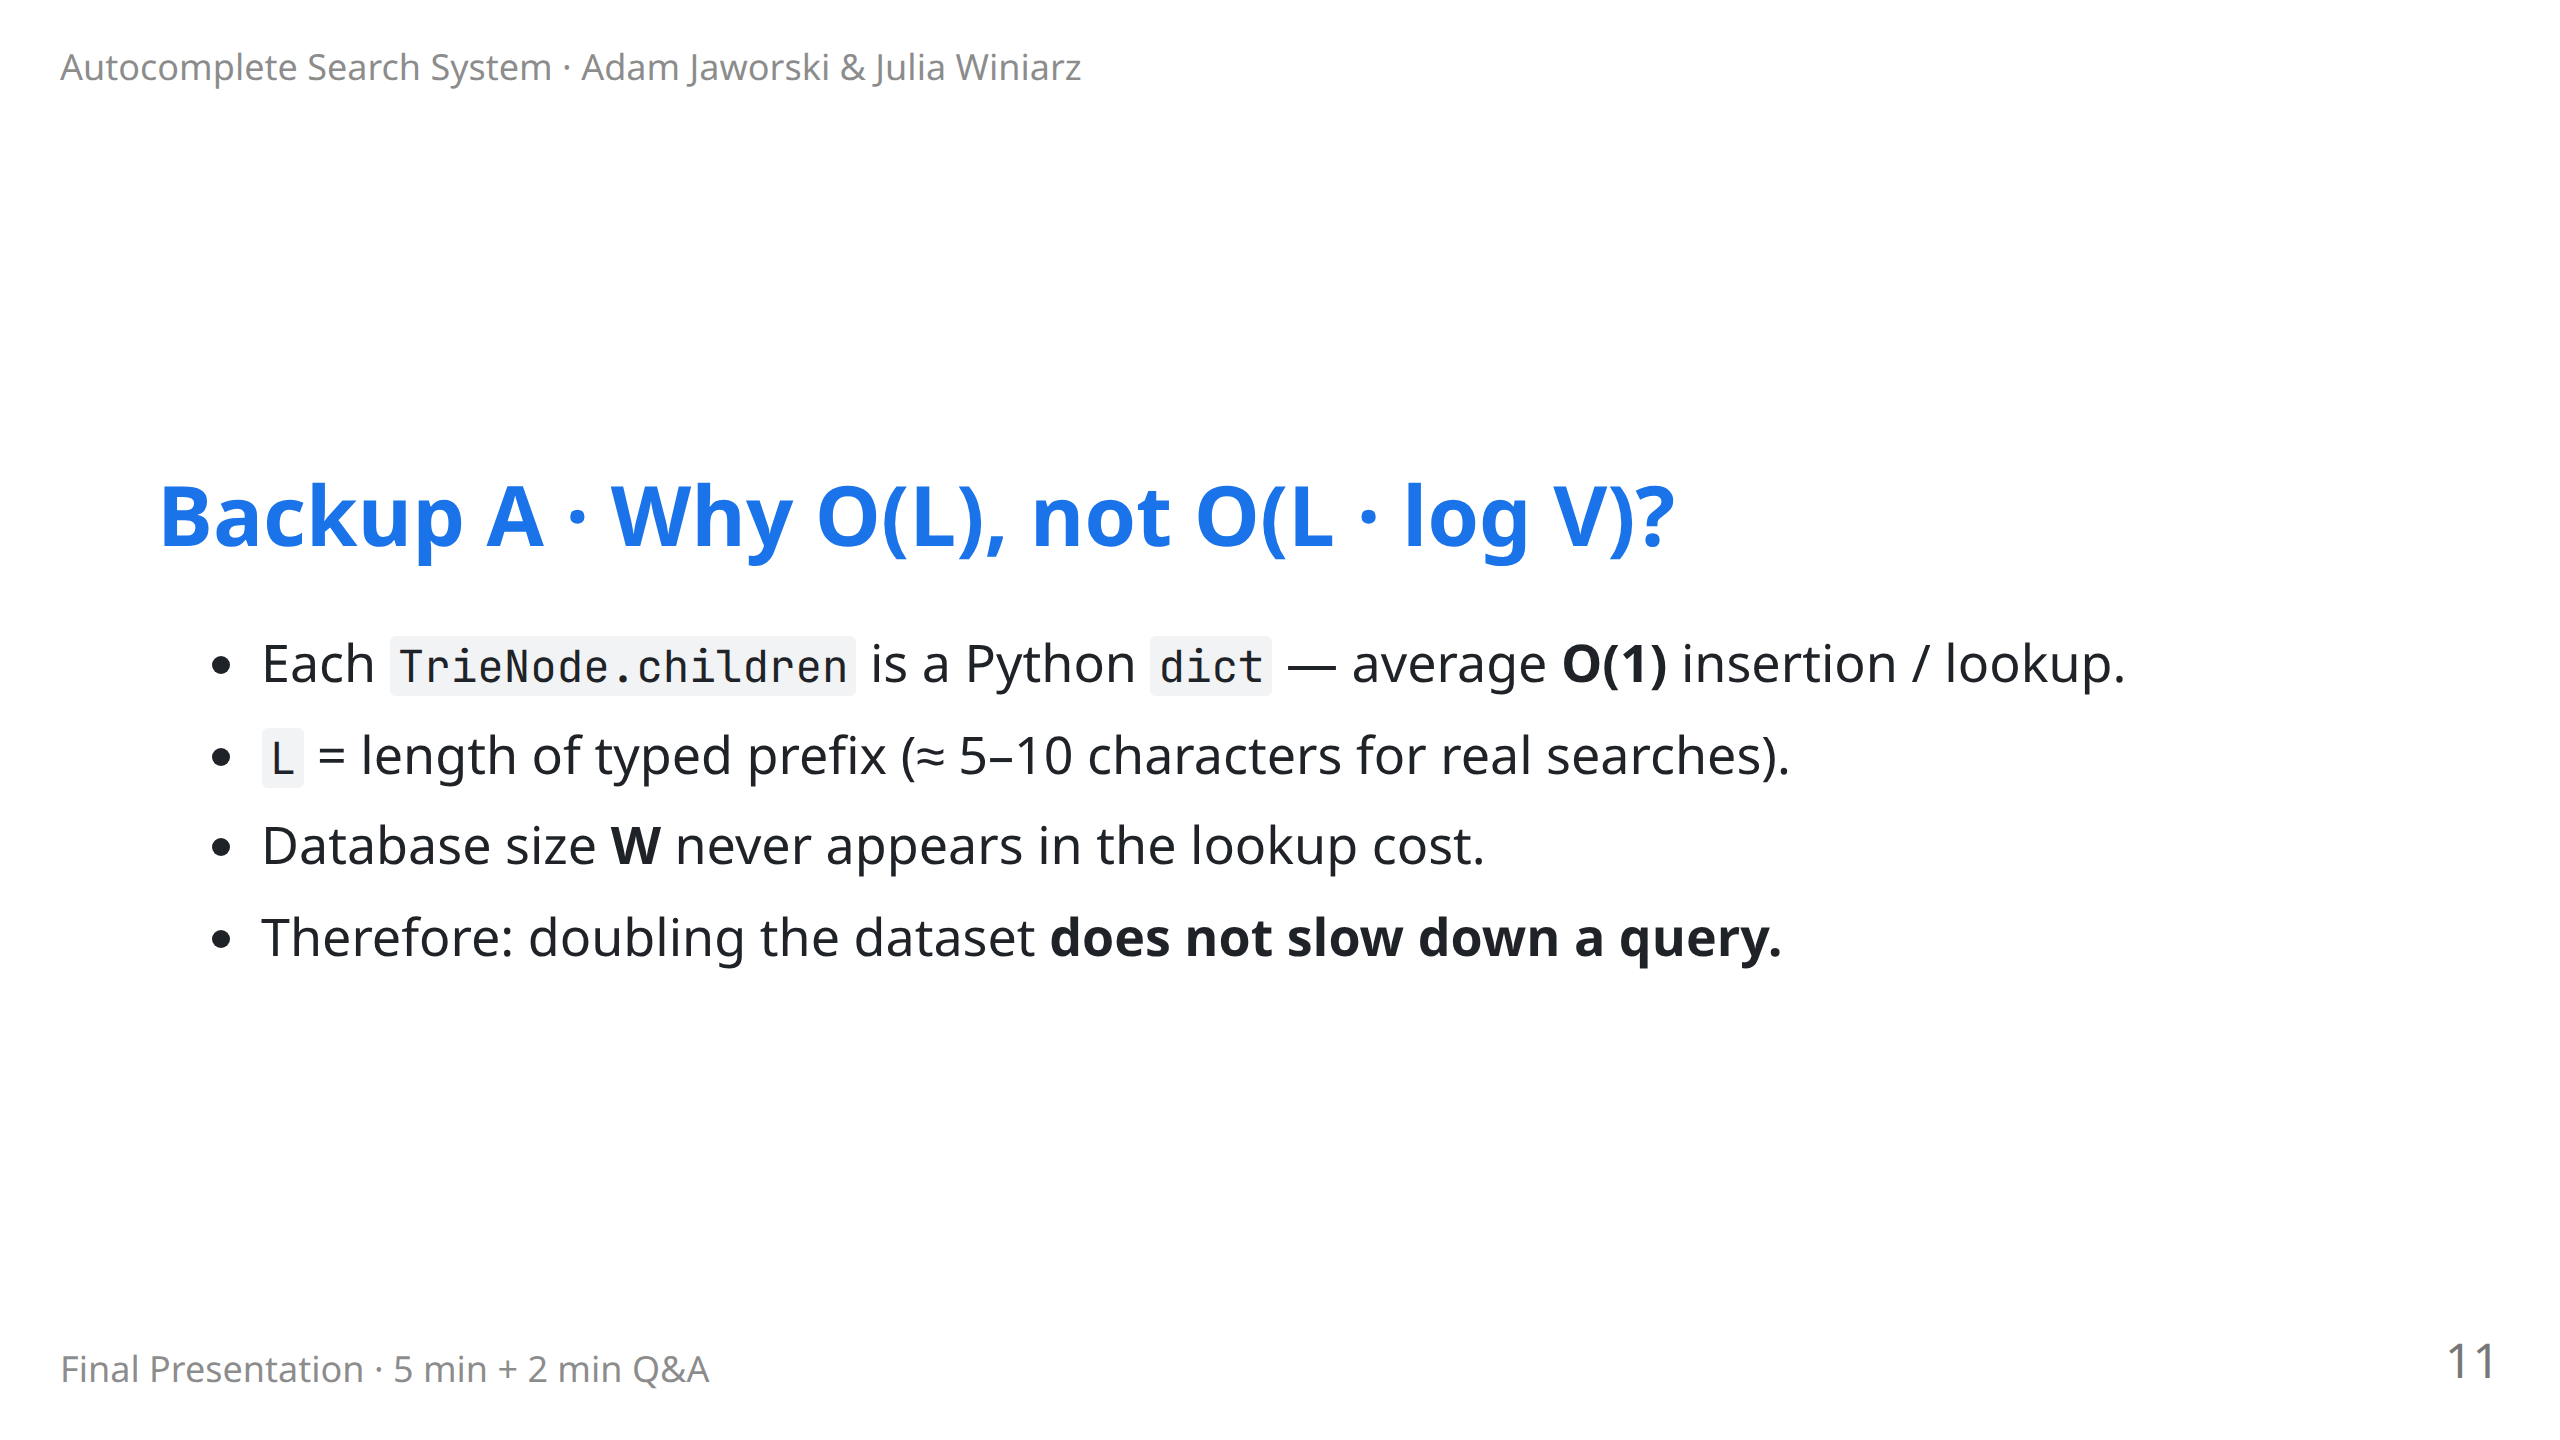 Autocomplete Search System · Adam Jaworski & Julia Winiarz
Backup A · Why O(L), not O(L · log V)?
• Each TrieNode.children is a Python dict — average O(1) insertion / lookup.
• L = length of typed prefix (≈ 5–10 characters for real searches).
• Database size W never appears in the lookup cost.
• Therefore: doubling the dataset does not slow down a query.
Final Presentation · 5 min + 2 min Q&A
11